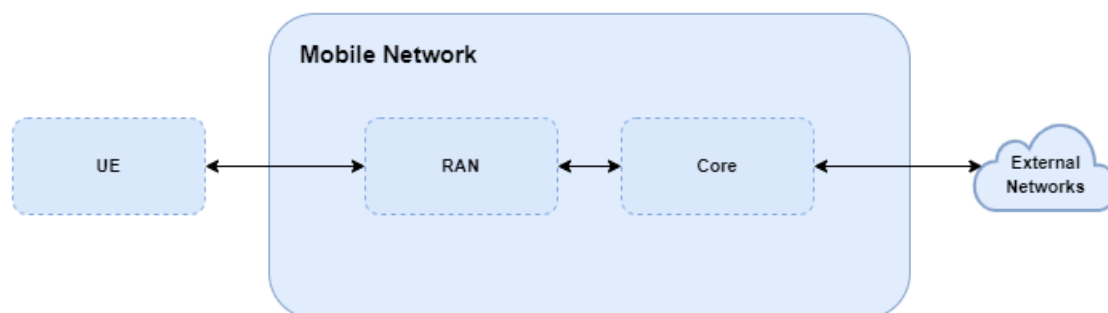 Mobile Network
UE
RAN
Core
External
Networks